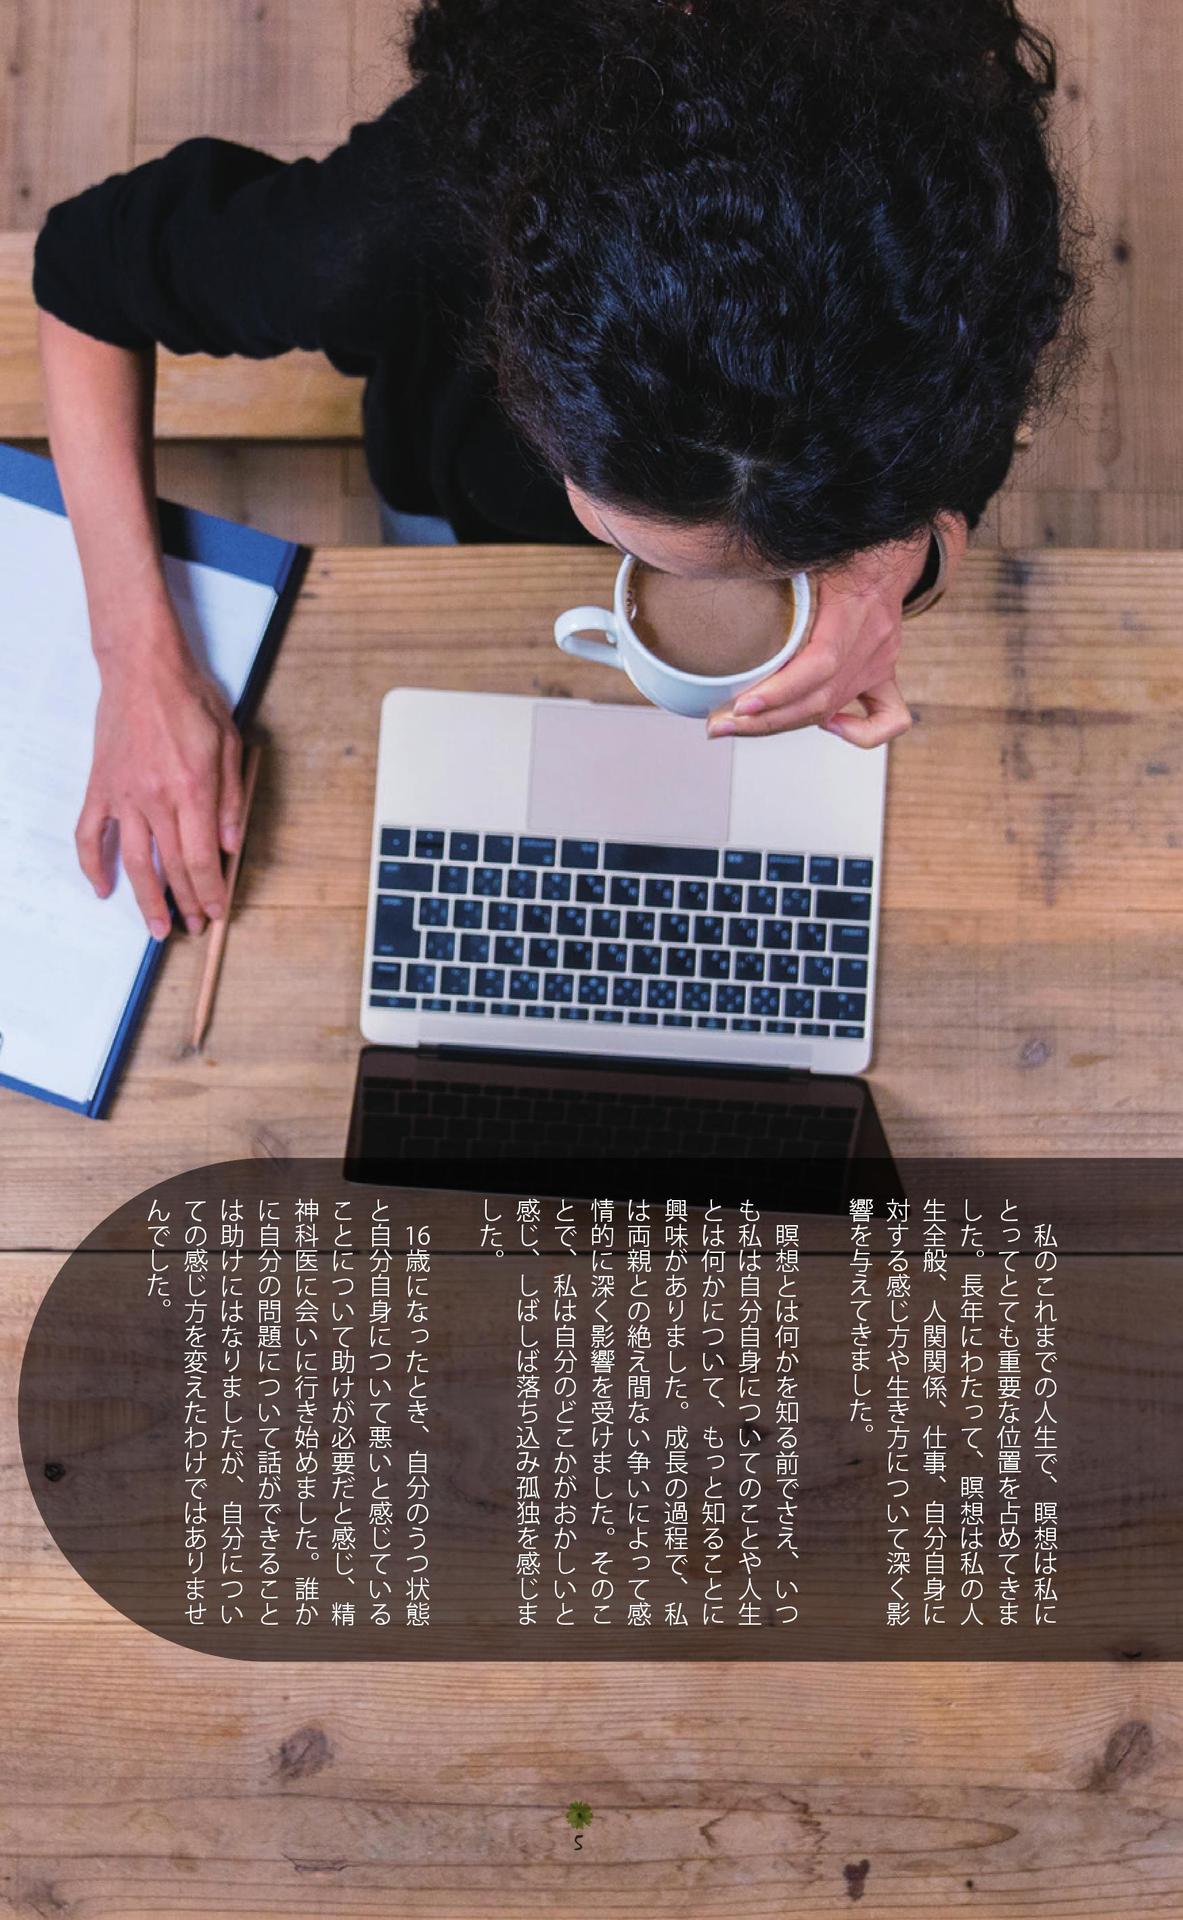 私のこれまでの人生で、瞑想は私に
とってとても重要な位置を占めてきま
した。長年にわたって、瞑想は私の人
生全般、人関関係、仕事、自分自身に
対する感じ方や生き方について深く影
響を与えてきました。
瞑想とは何かを知る前でさえ、いつ
も私は自分自身についてのことや人生
とは何かについて、もっと知ることに
興味がありました。成長の過程で、私
は両親との絶え間ない争いによって感
情的に深く影響を受けました。そのこ
とで、私は自分のどこかがおかしいと
感じ、しばしば落ち込み孤独を感じま
した。
16歳になったとき、自分のうつ状態
と自分自身について悪いと感じている
ことについて助けが必要だと感じ、精
神科医に会いに行き始めました。誰か
に自分の問題について話ができること
は助けにはなりましたが、自分につい
ての感じ方を変えたわけではありませ
んでした。
5